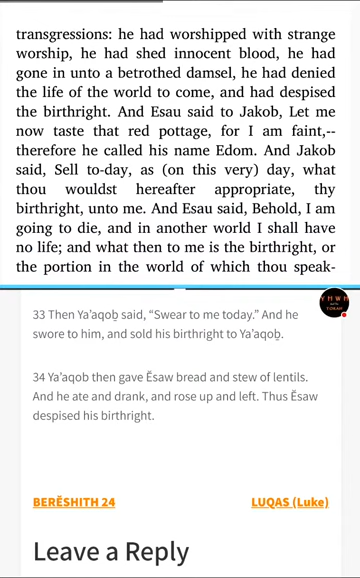 transgressions: he had worshipped with strange
worship, he had shed innocent blood, he had
gone in unto a betrothed damsel, he had denied
the life of the world to come, and had despised
the birthright. And Esau said to Jakob, Let me
now taste that red pottage, for I am faint,--
therefore he called his name Edom. And Jakob
said, Sell to-day, as (on this very) day, what
thou wouldst hereafter appropriate, thy
birthright, unto me. And Esau said, Behold, I am
going to die, and in another world I shall have
no life; and what then to me is the birthright, or
the portion in the world of which thou speak-
33 Then Ya’aqoḇ said, “Swear to me today.” And he
swore to him, and sold his birthright to Ya’aqoḇ.
34 Ya’aqob then gave Ěsaw bread and stew of lentils.
And he ate and drank, and rose up and left. Thus Ěsaw
despised his birthright.
BERĚSHITH 24
LUQAS (Luke)
Leave a Reply